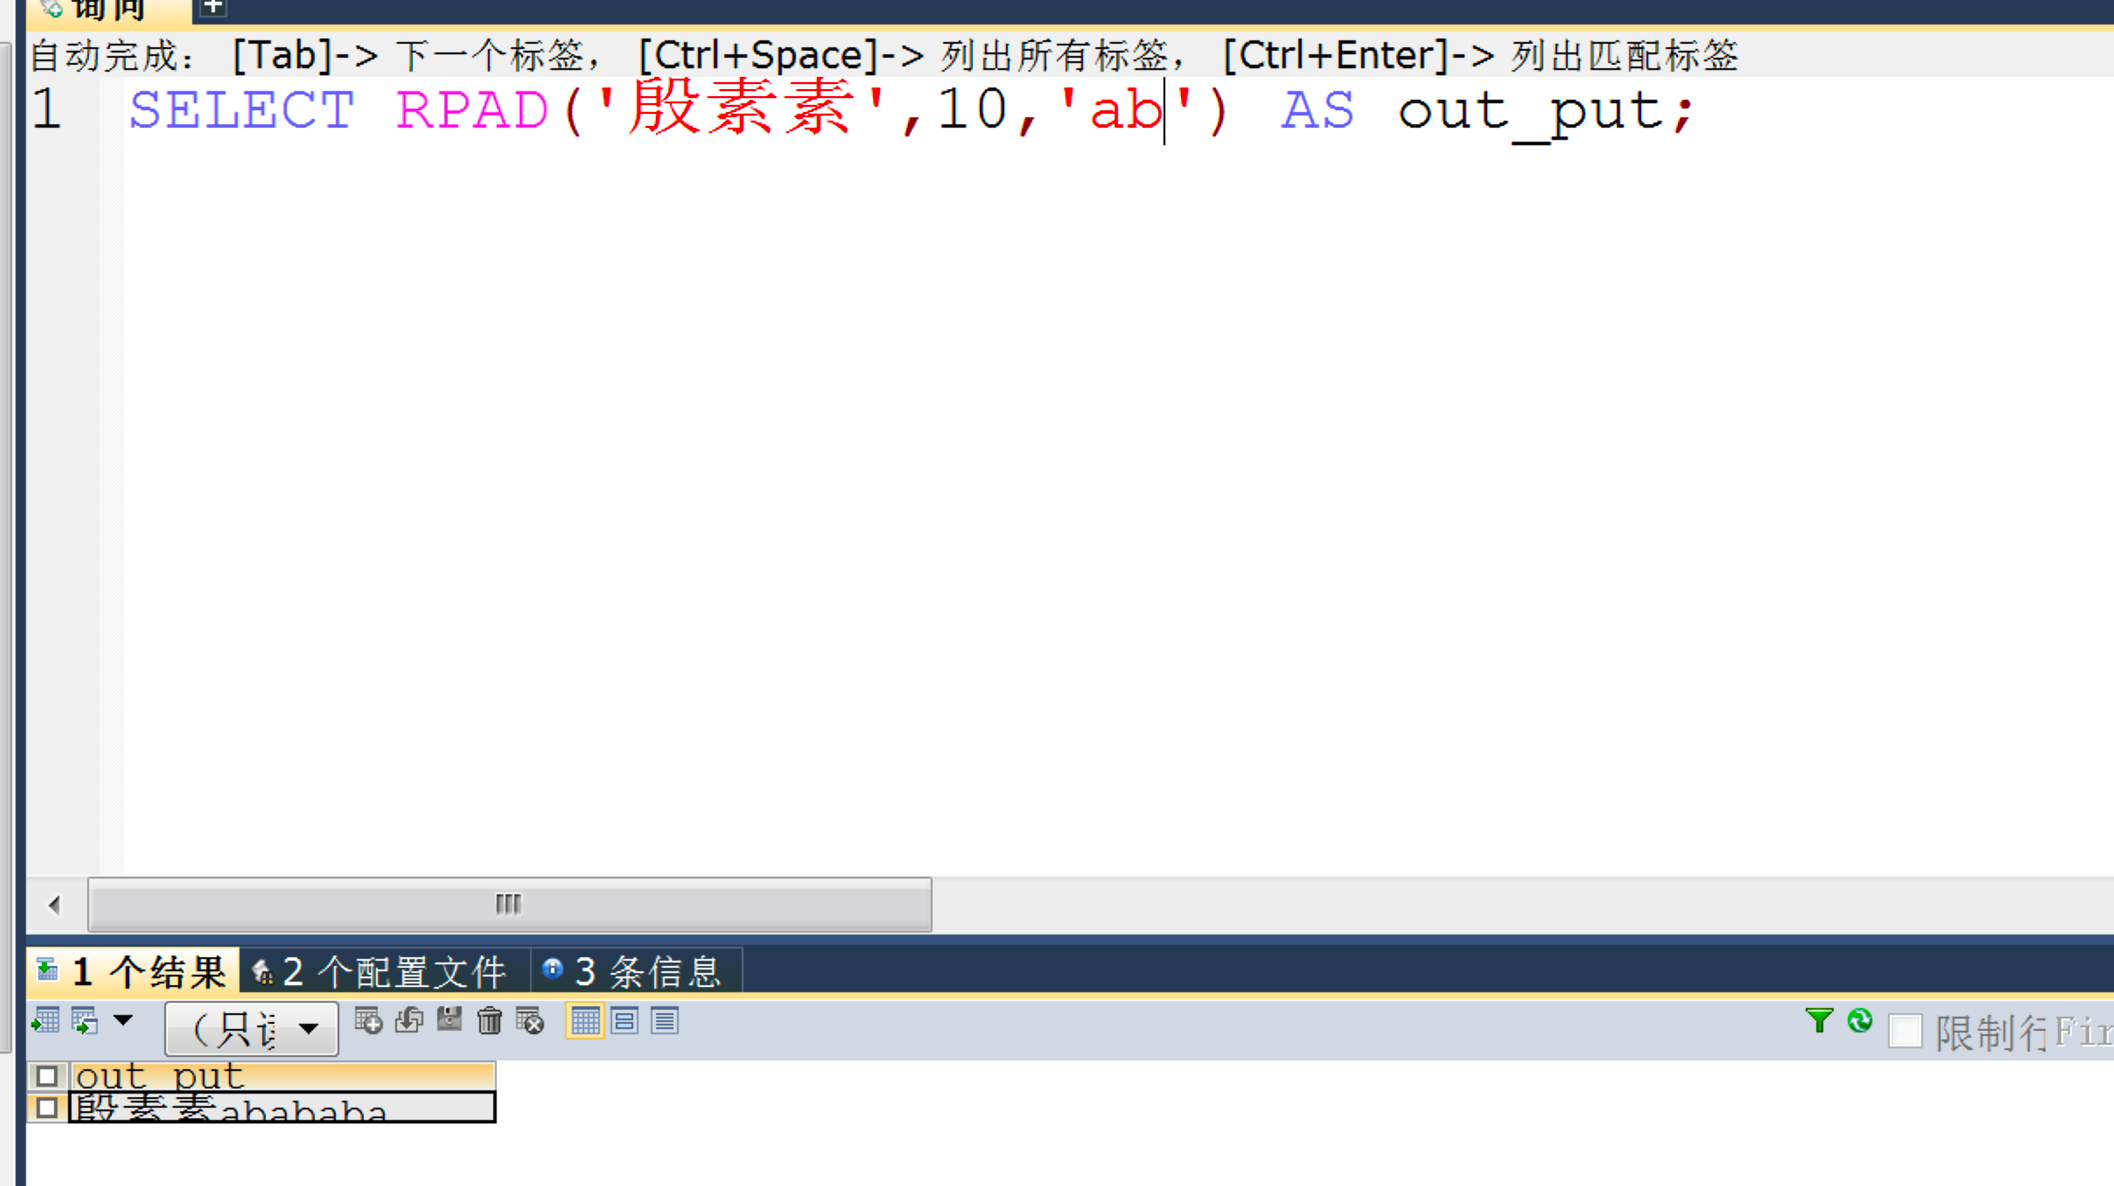 询问
自动完成： [Tab]-> 下一个标签， [Ctrl+Space]-> 列出所有标签， [Ctrl+Enter]-> 列出匹配标签
1 SELECT RPAD('殷素素',10,'ab') AS out_put;
1 个结果 2 个配置文件 3 条信息
（只 限制行 Fir
out_put
殷素素abababa